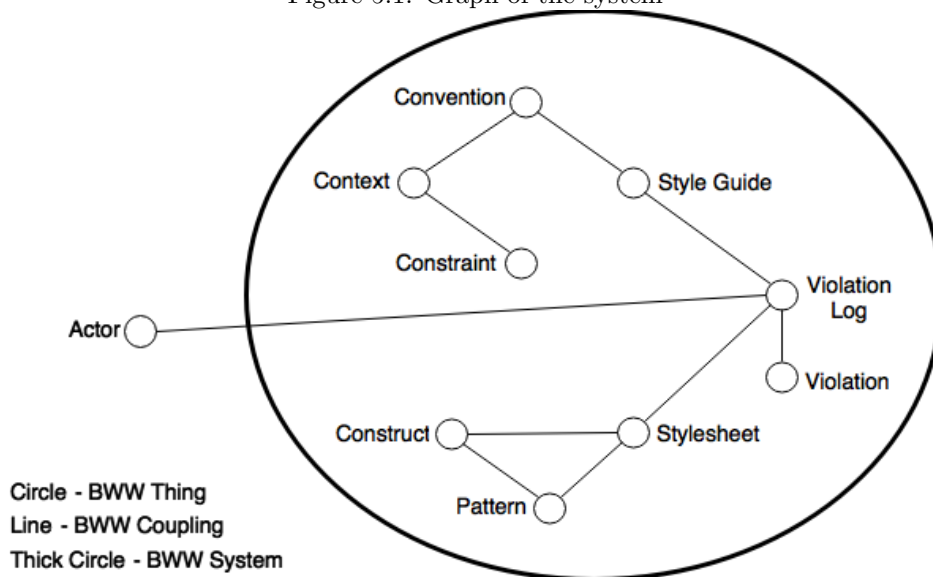 Figure 3.1: Graph of the system
Convention
Context
Style Guide
Constraint
Violation
Log
Actor
Violation
Construct
Stylesheet
Pattern
Circle - BWW Thing
Line - BWW Coupling
Thick Circle - BWW System